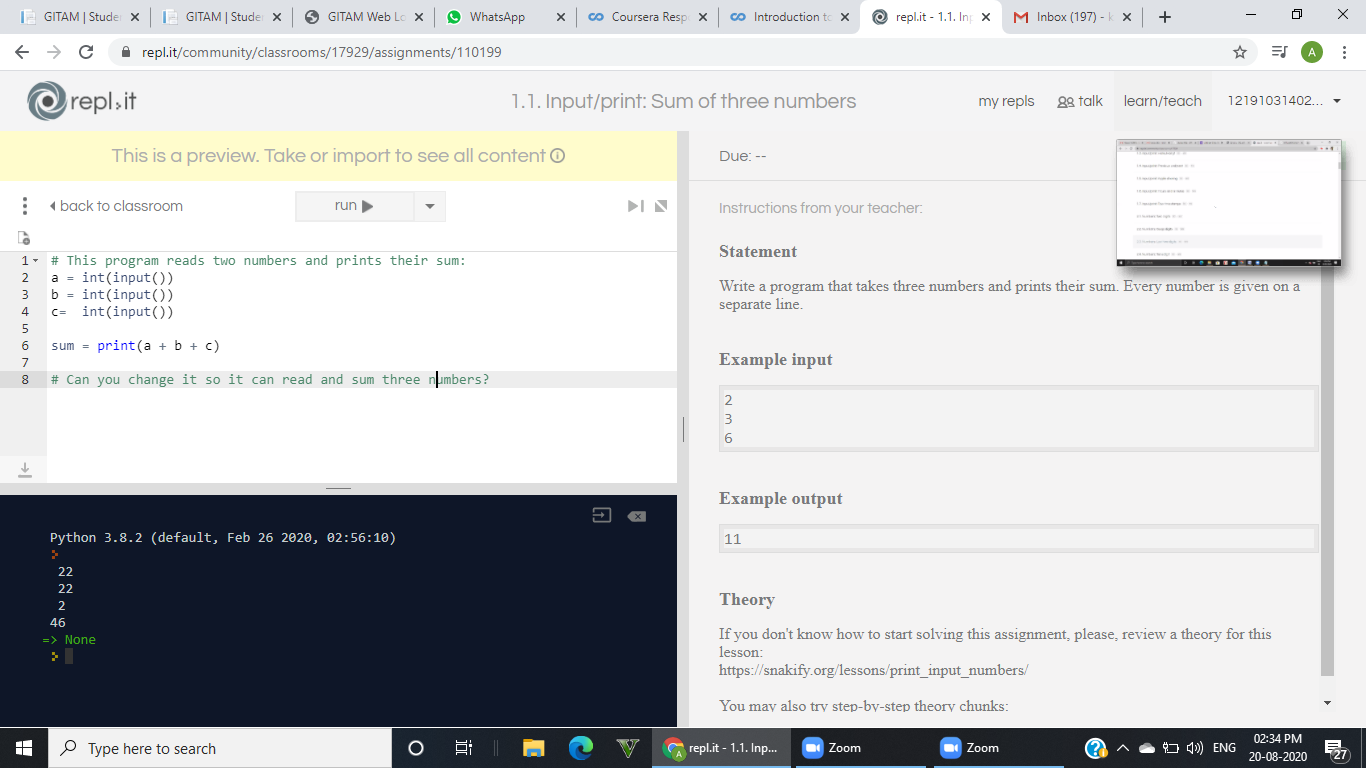 GITAM | Stude
GITAM | Stude
GITAM Web Lo
WhatsApp
Coursera Resp
Introduction to
repl.it - 1.1. Inp
Inbox (197) - k
repl.it/community/classrooms/17929/assignments/110199
A
repl.it
1.1. Input/print: Sum of three numbers
my repls
talk
learn/teach
12191031402...
This is a preview. Take or import to see all content
back to classroom
run
1 # This program reads two numbers and prints their sum:
2 a = int(input())
3 b = int(input())
4 c=  int(input())
5
6 sum = print(a + b + c)
7
8 # Can you change it so it can read and sum three numbers?
Python 3.8.2 (default, Feb 26 2020, 02:56:10)
22
22
2
46
=> None
Due: --
Instructions from your teacher:
Statement
Write a program that takes three numbers and prints their sum. Every number is given on a
separate line.
Example input
2
3
6
Example output
11
Theory
If you don't know how to start solving this assignment, please, review a theory for this
lesson:
https://snakify.org/lessons/print_input_numbers/
You may also try step-by-step theory chunks:
Type here to search
repl.it - 1.1. Inp...
Zoom
Zoom
ENG
02:34 PM
20-08-2020
27